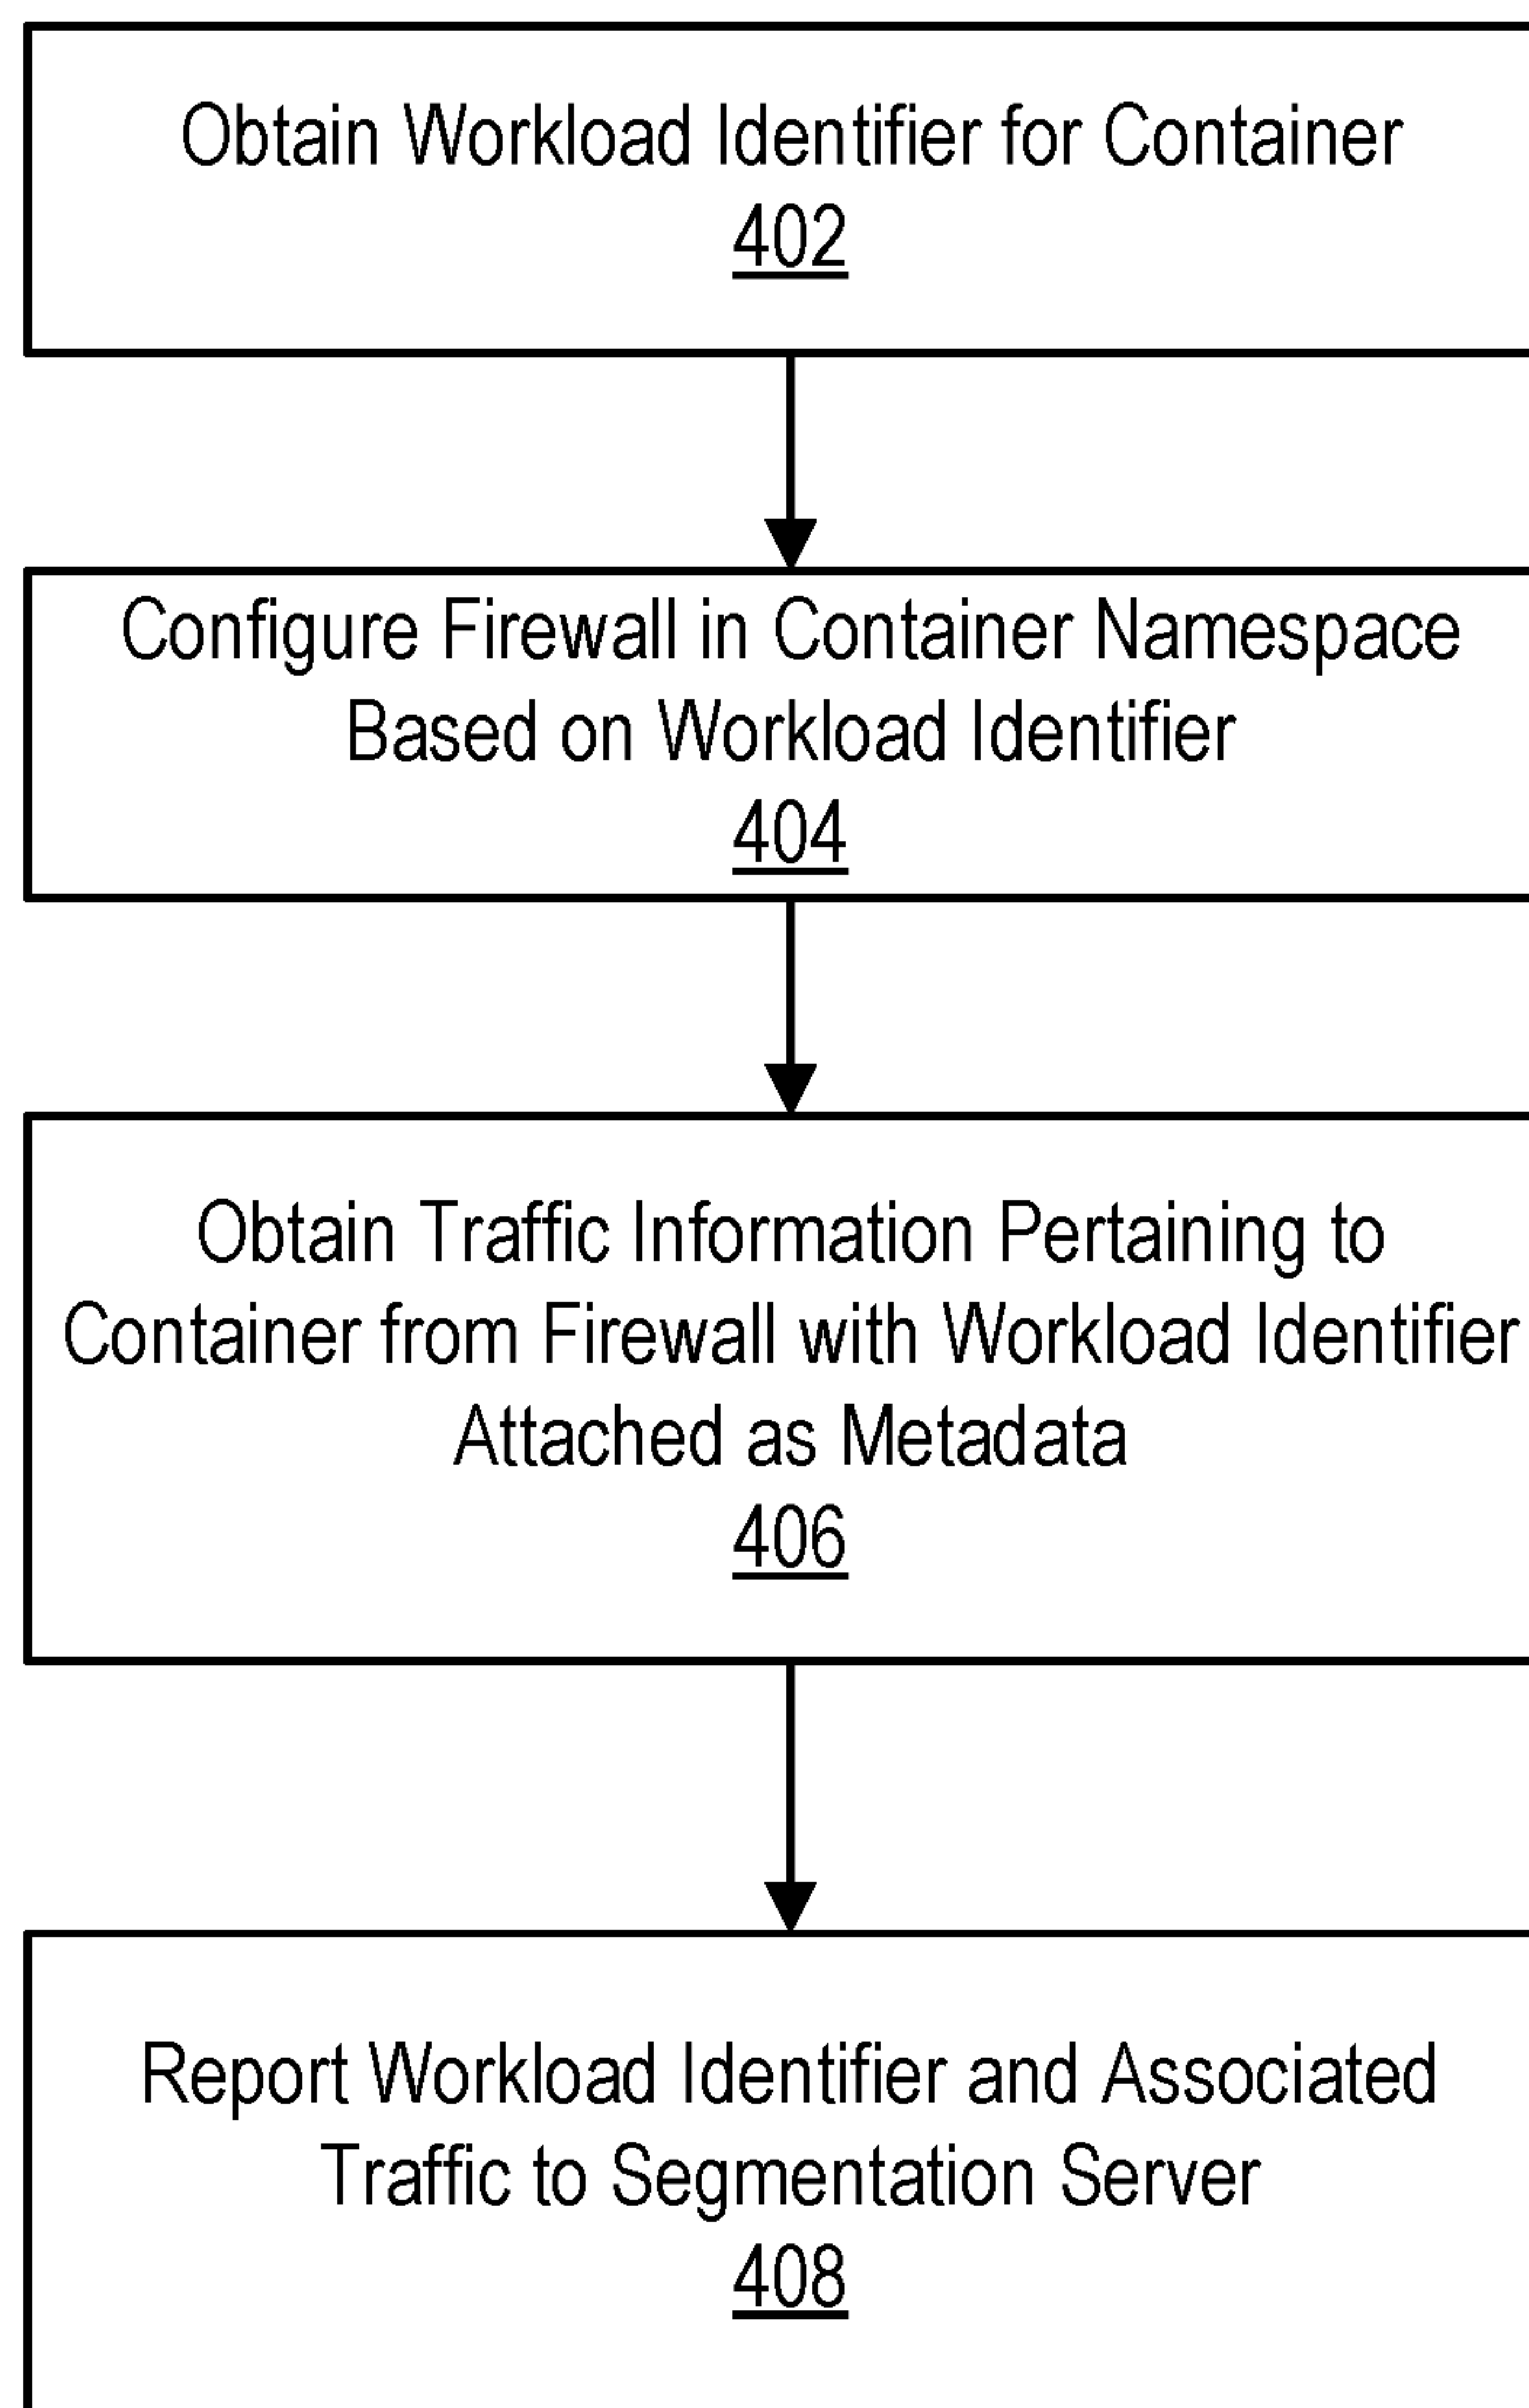 Obtain Workload Identifier for Container
402
Configure Firewall in Container Namespace
Based on Workload Identifier
404
Obtain Traffic Information Pertaining to
Container from Firewall with Workload Identifier
Attached as Metadata
406
Report Workload Identifier and Associated
Traffic to Segmentation Server
408